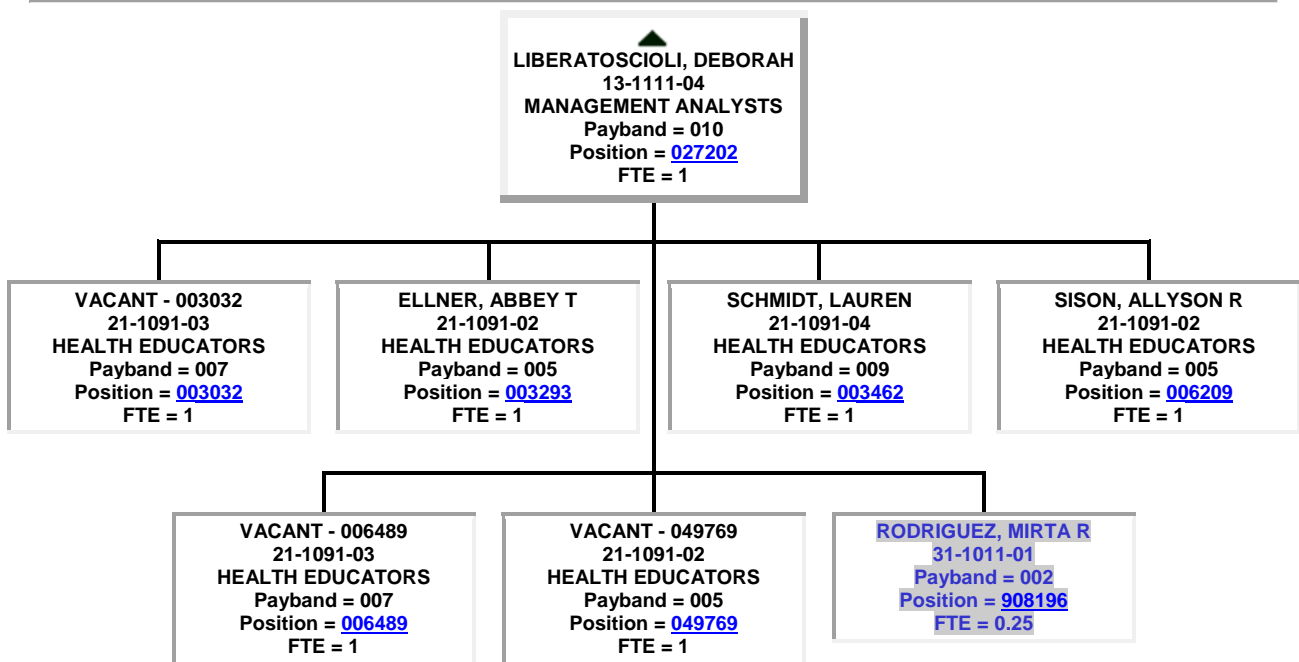 LIBERATOSCIOLI, DEBORAH
13-1111-04
MANAGEMENT ANALYSTS
Payband = 010
Position = 027202
FTE = 1
VACANT - 003032
21-1091-03
HEALTH EDUCATORS
Payband = 007
Position = 003032
FTE = 1
ELLNER, ABBEY T
21-1091-02
HEALTH EDUCATORS
Payband = 005
Position = 003293
FTE = 1
SCHMIDT, LAUREN
21-1091-04
HEALTH EDUCATORS
Payband = 009
Position = 003462
FTE = 1
SISON, ALLYSON R
21-1091-02
HEALTH EDUCATORS
Payband = 005
Position = 006209
FTE = 1
VACANT - 006489
21-1091-03
HEALTH EDUCATORS
Payband = 007
Position = 006489
FTE = 1
VACANT - 049769
21-1091-02
HEALTH EDUCATORS
Payband = 005
Position = 049769
FTE = 1
RODRIGUEZ, MIRTA R
31-1011-01
Payband = 002
Position = 908196
FTE = 0.25